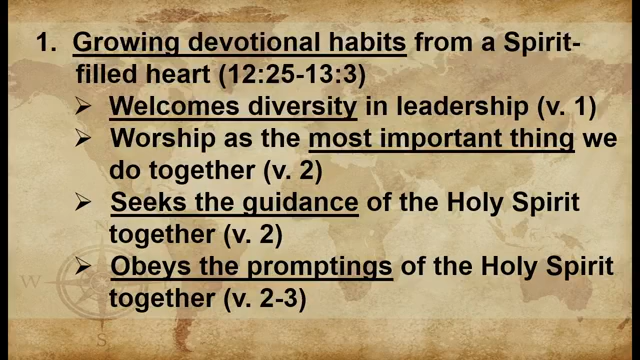 1. Growing devotional habits from a Spirit-
filled heart (12:25-13:3)
➢ Welcomes diversity in leadership (v. 1)
➢ Worship as the most important thing we
do together (v. 2)
➢ Seeks the guidance of the Holy Spirit
together (v. 2)
➢ Obeys the promptings of the Holy Spirit
together (v. 2-3)
W
S